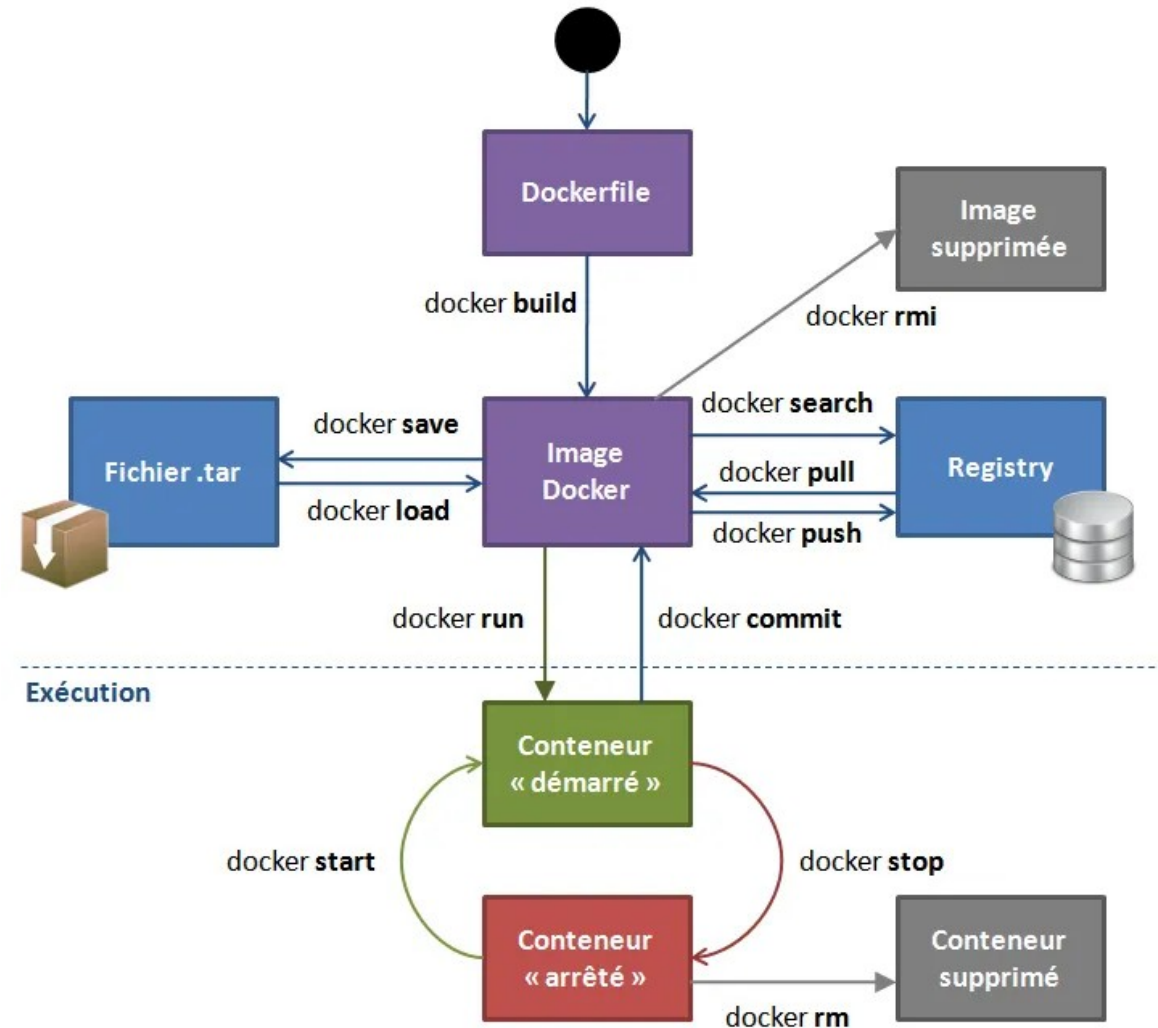 Dockerfile
Image
supprimée
docker build
docker rmi
docker search
docker save
Fichier .tar
Image
Docker
Registry
docker pull
docker load
docker push
docker run
docker commit
Exécution
Conteneur
« démarré »
docker start
docker stop
Conteneur
« arrêté »
Conteneur
supprimé
docker rm